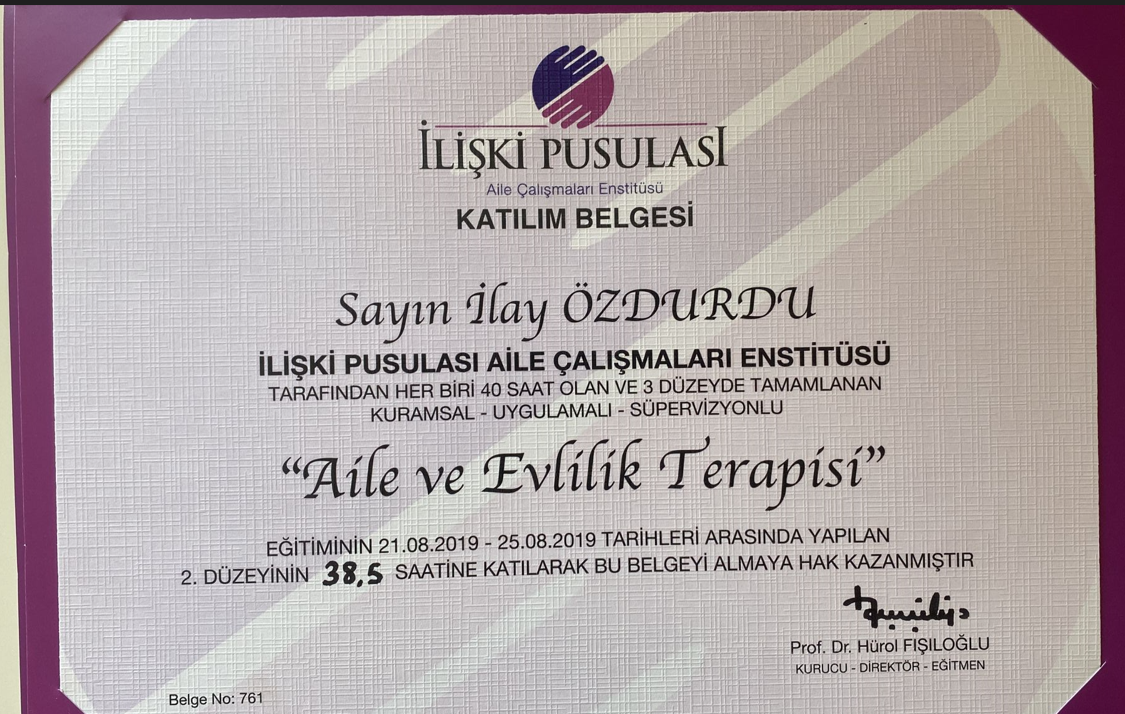 İLİŞKİ PUSULASI
Aile Çalışmaları Enstitüsü
KATILIM BELGESİ
Sayın İlay ÖZDURDU
İLİŞKİ PUSULASI AİLE ÇALIŞMALARI ENSTİTÜSÜ
TARAFINDAN HER BİRİ 40 SAAT OLAN VE 3 DÜZEYDE TAMAMLANAN
KURAMSAL - UYGULAMALI - SÜPERVİZYONLU
“Aile ve Evlilik Terapisi”
EĞİTİMİNİN 21.08.2019 - 25.08.2019 TARİHLERİ ARASINDA YAPILAN
2. DÜZEYİNİN 38,5 SAATİNE KATILARAK BU BELGEYİ ALMAYA HAK KAZANMIŞTIR
Prof. Dr. Hürol FIŞILOĞLU
KURUCU - DİREKTÖR - EĞİTMEN
Belge No: 761